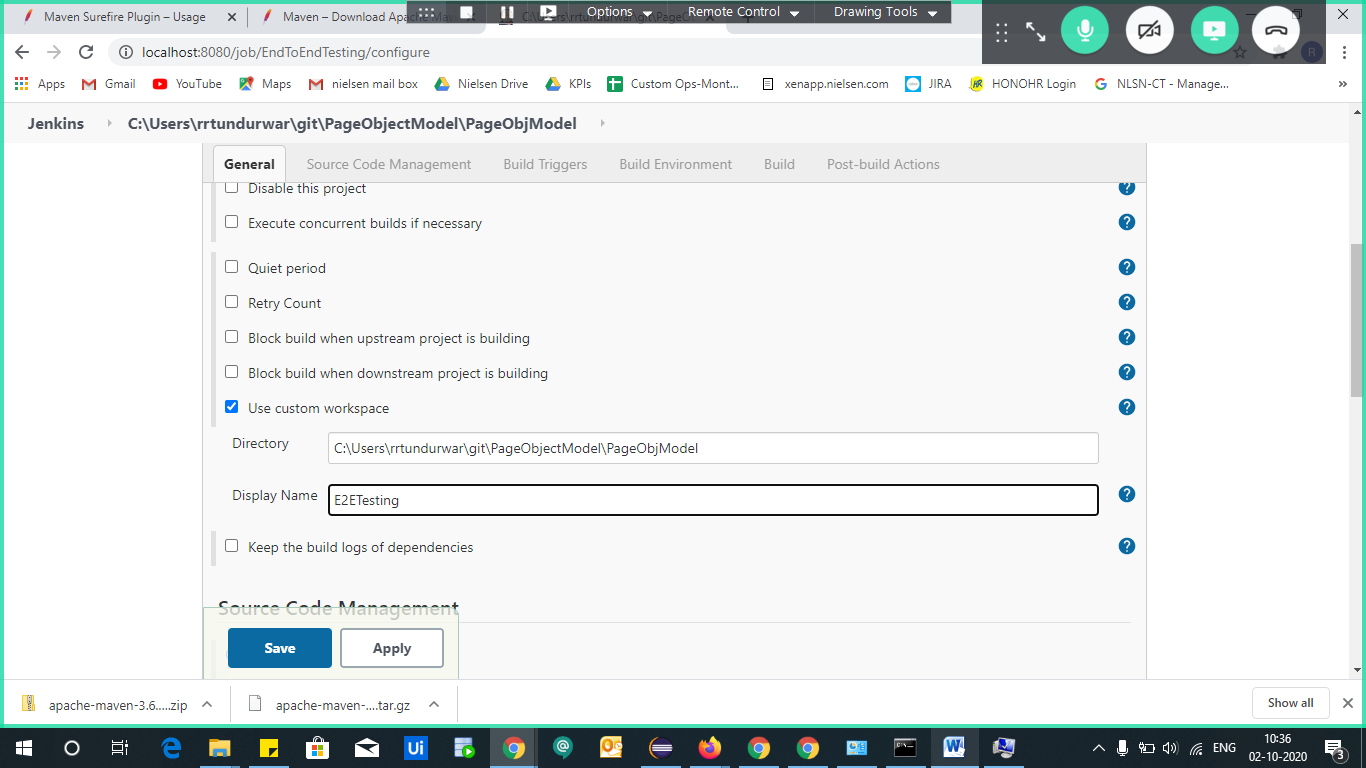 Maven Surefire Plugin – Usage
Maven – Download Apache
Options
Remote Control
Drawing Tools
localhost:8080/job/EndToEndTesting/configure
R
Apps
Gmail
YouTube
Maps
nielsen mail box
Nielsen Drive
KPIs
Custom Ops-Mont...
xenapp.nielsen.com
JIRA
HONOHR Login
NLSN-CT - Manage...
Jenkins
C:\Users\rrtundurwar\git\PageObjectModel\PageObjModel
General
Source Code Management
Build Triggers
Build Environment
Build
Post-build Actions
Disable this project
Execute concurrent builds if necessary
Quiet period
Retry Count
Block build when upstream project is building
Block build when downstream project is building
Use custom workspace
Directory
C:\Users\rrtundurwar\git\PageObjectModel\PageObjModel
Display Name
E2ETesting
Keep the build logs of dependencies
Source Code Management
Save
Apply
apache-maven-3.6.....zip
apache-maven-....tar.gz
Show all
Ui
ENG
10:36
02-10-2020
3